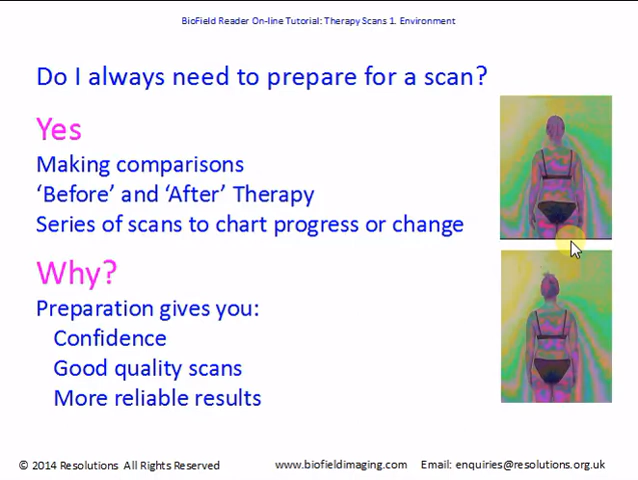 BioField Reader On-line Tutorial: Therapy Scans 1. Environment
Do I always need to prepare for a scan?
Yes
Making comparisons
‘Before’ and ‘After’ Therapy
Series of scans to chart progress or change
Why?
Preparation gives you:
Confidence
Good quality scans
More reliable results
© 2014 Resolutions All Rights Reserved www.biofieldimaging.com Email: enquiries@resolutions.org.uk